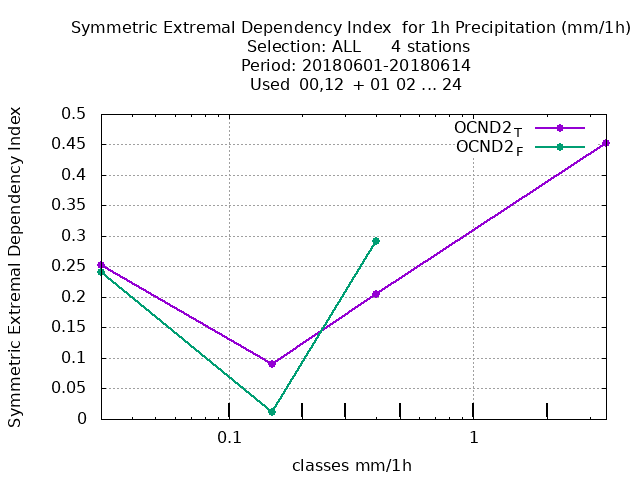 Symmetric Extremal Dependency Index  for 1h Precipitation (mm/1h)
Selection: ALL      4 stations
Period: 20180601-20180614
Used  00,12  + 01 02 ... 24
Symmetric Extremal Dependency Index
0.5
0.45
0.4
0.35
0.3
0.25
0.2
0.15
0.1
0.05
0
OCND2T
OCND2F
0.1
1
classes mm/1h